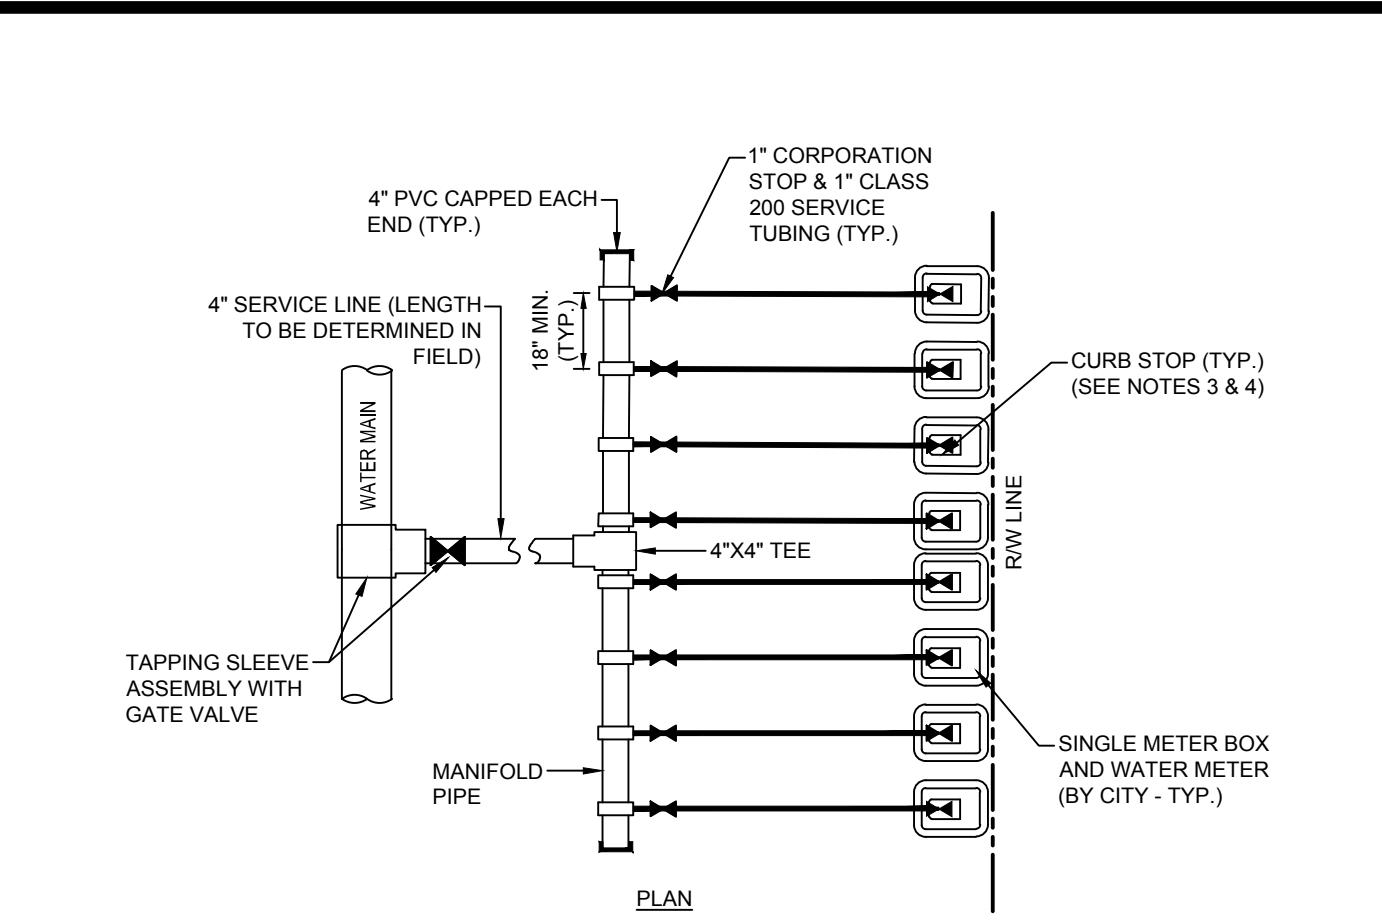 1" CORPORATION
STOP & 1" CLASS
200 SERVICE
TUBING (TYP.)
4" PVC CAPPED EACH
END (TYP.)
4" SERVICE LINE (LENGTH
TO BE DETERMINED IN
FIELD)
18" MIN.
(TYP.)
CURB STOP (TYP.)
(SEE NOTES 3 & 4)
WATER MAIN
R/W LINE
4"X4" TEE
TAPPING SLEEVE
ASSEMBLY WITH
GATE VALVE
MANIFOLD
PIPE
SINGLE METER BOX
AND WATER METER
(BY CITY - TYP.)
PLAN